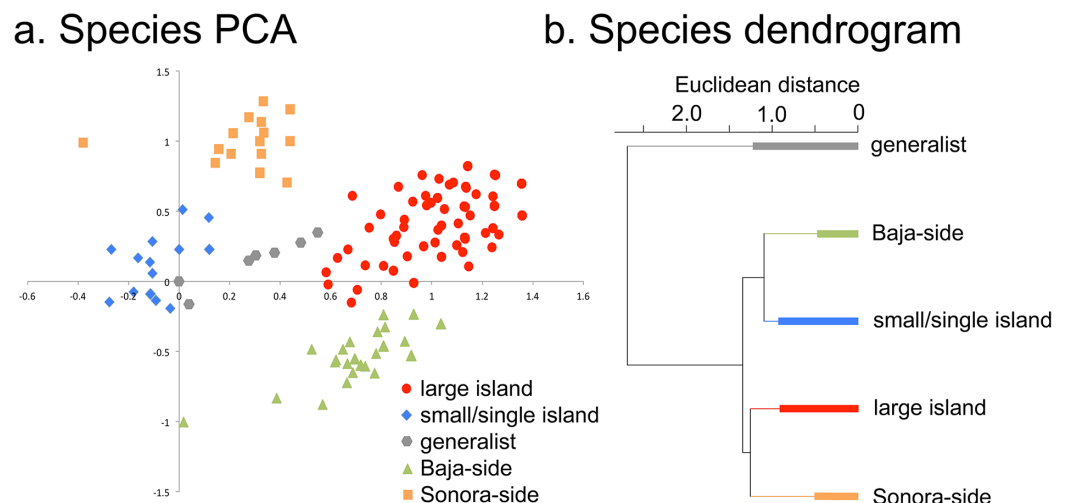 a. Species PCA
b. Species dendrogram
1.5
1
0.5
0
-0.5
-1
-1.5
-0.6 -0.4 -0.2 0 0.2 0.4 0.6 0.8 1 1.2 1.4 1.6
large island
small/single island
generalist
Baja-side
Sonora-side
Euclidean distance
2.0 1.0 0
generalist
Baja-side
small/single island
large island
Sonora-side